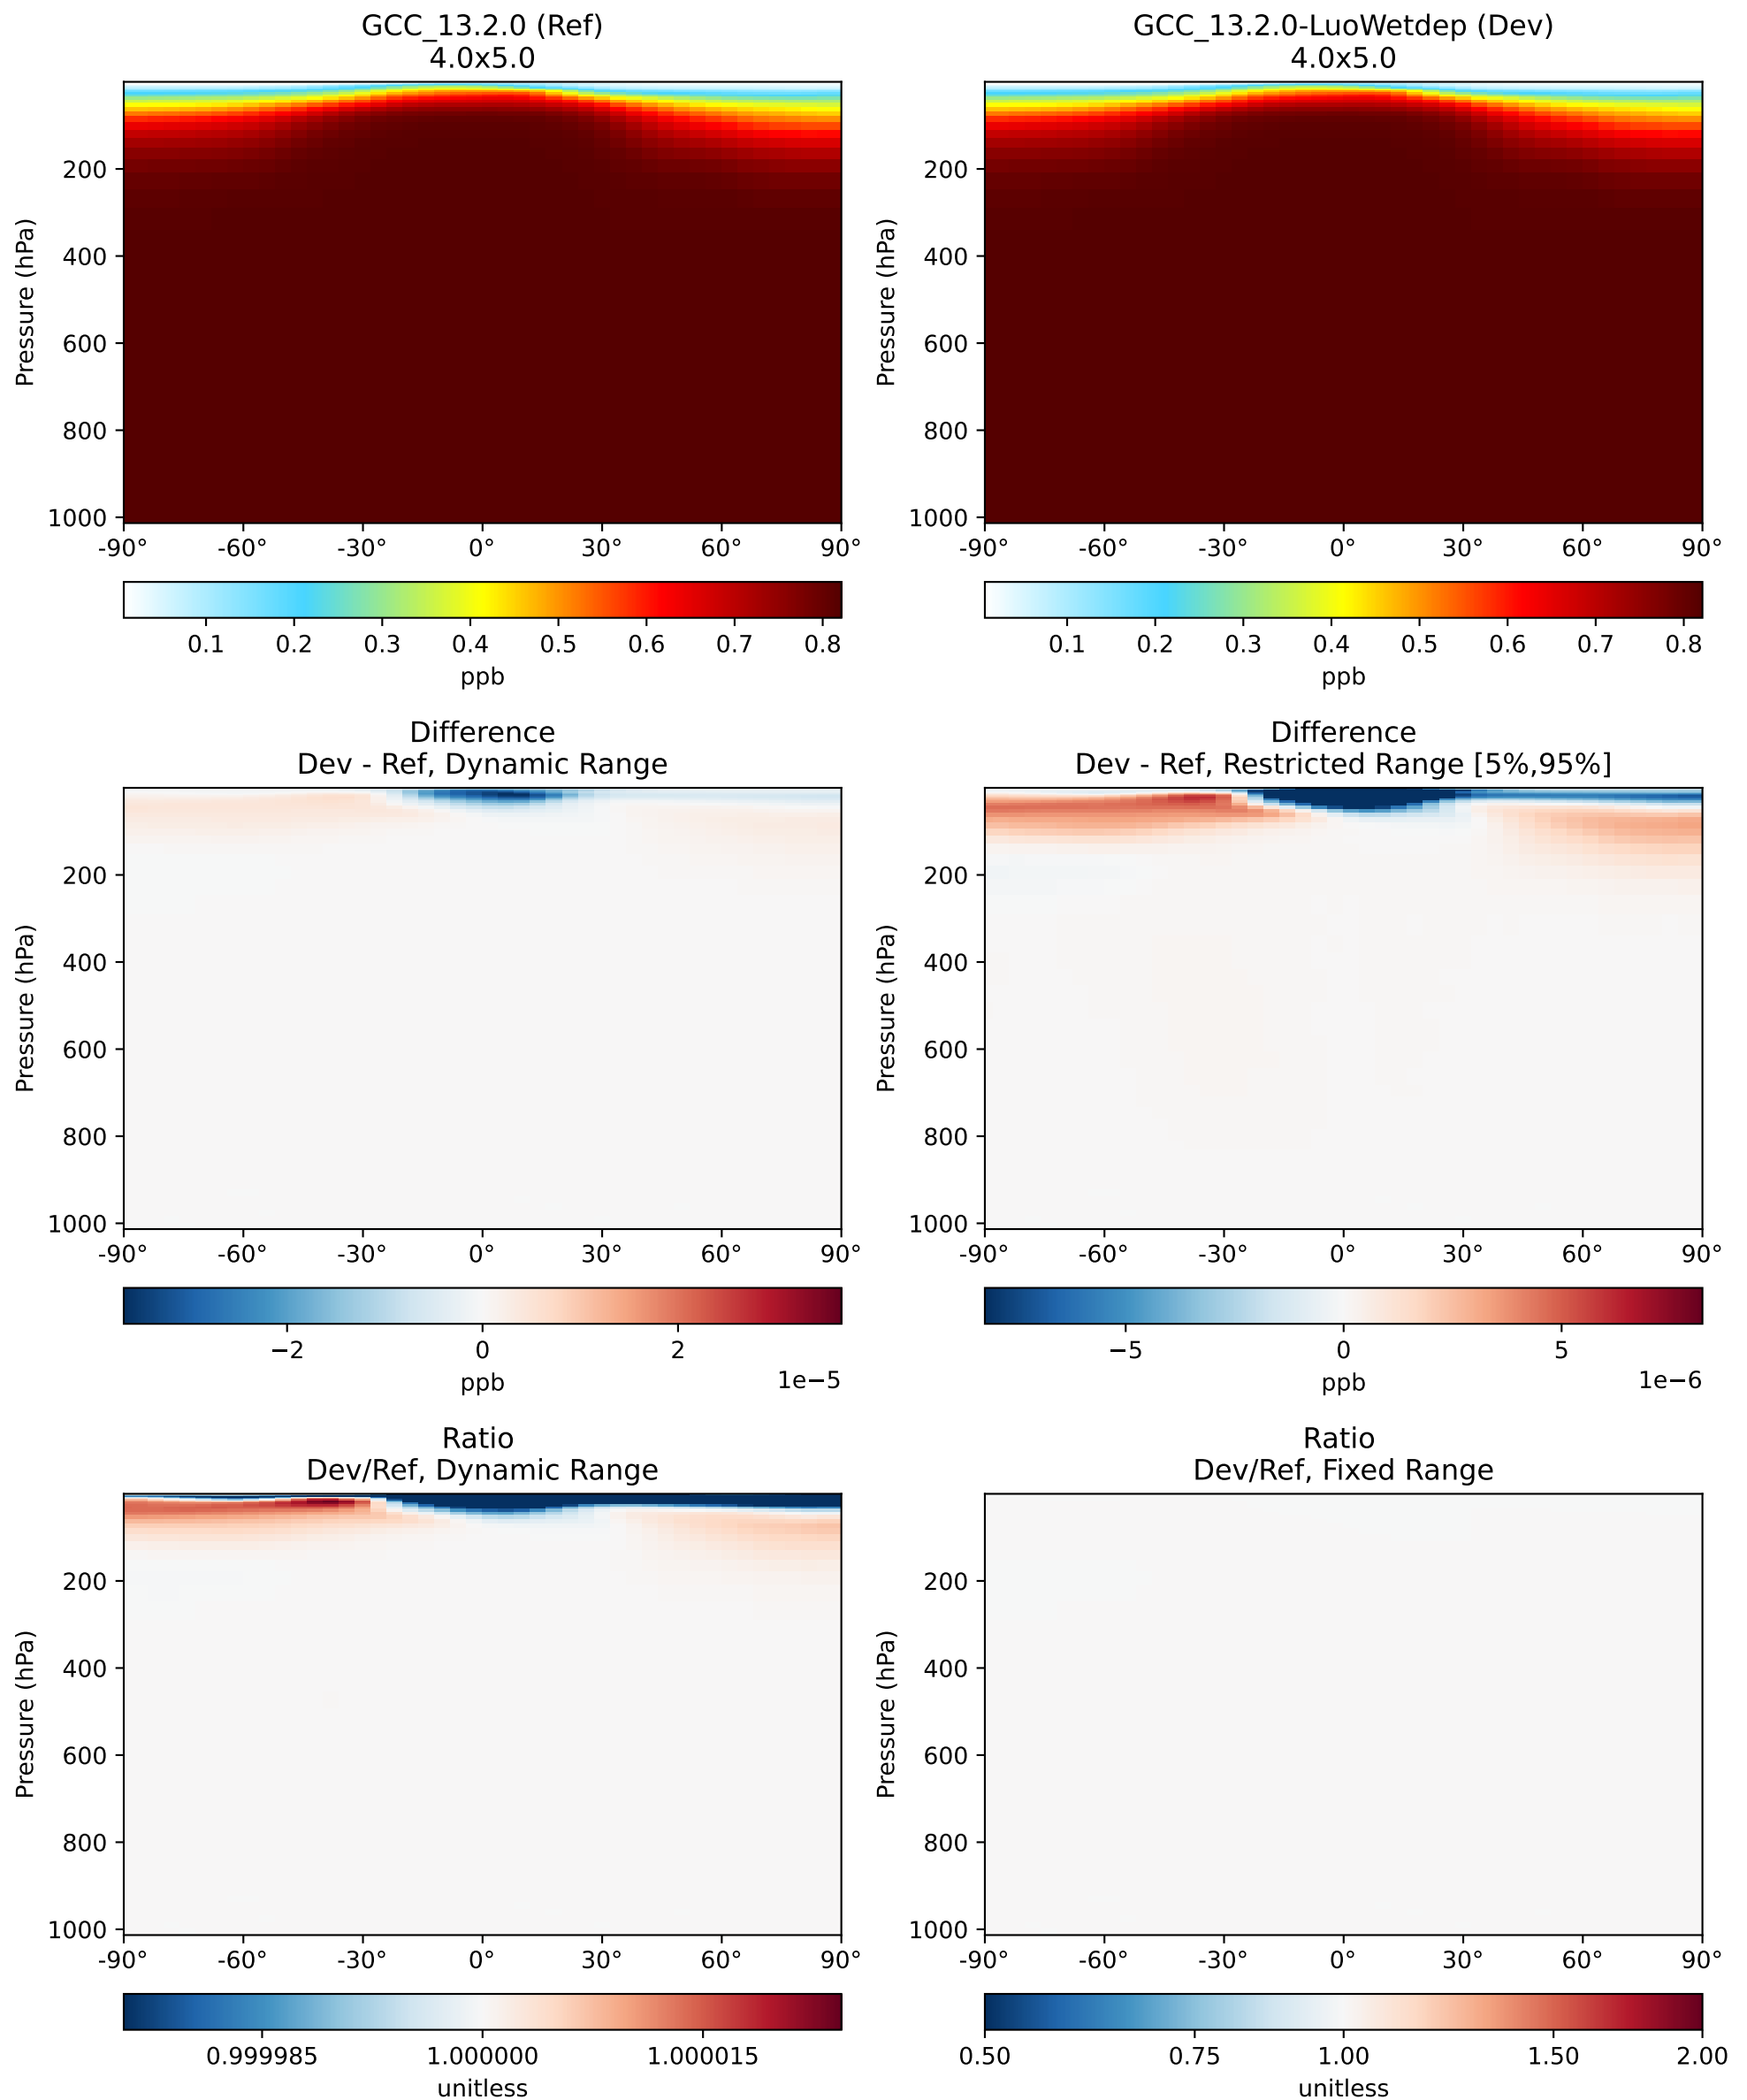 GCC_13.2.0 (Ref)
4.0x5.0
Pressure (hPa)
200
400
600
800
1000
-90° -60° -30° 0° 30° 60° 90°
0.1 0.2 0.3 0.4 0.5 0.6 0.7 0.8
ppb
GCC_13.2.0-LuoWetdep (Dev)
4.0x5.0
Pressure (hPa)
200
400
600
800
1000
-90° -60° -30° 0° 30° 60° 90°
0.1 0.2 0.3 0.4 0.5 0.6 0.7 0.8
ppb
Difference
Dev - Ref, Dynamic Range
Pressure (hPa)
200
400
600
800
1000
-90° -60° -30° 0° 30° 60° 90°
−2 0 2
ppb
1e−5
Difference
Dev - Ref, Restricted Range [5%,95%]
Pressure (hPa)
200
400
600
800
1000
-90° -60° -30° 0° 30° 60° 90°
−5 0 5
ppb
1e−6
Ratio
Dev/Ref, Dynamic Range
Pressure (hPa)
200
400
600
800
1000
-90° -60° -30° 0° 30° 60° 90°
0.999985 1.000000 1.000015
unitless
Ratio
Dev/Ref, Fixed Range
Pressure (hPa)
200
400
600
800
1000
-90° -60° -30° 0° 30° 60° 90°
0.50 0.75 1.00 1.50 2.00
unitless